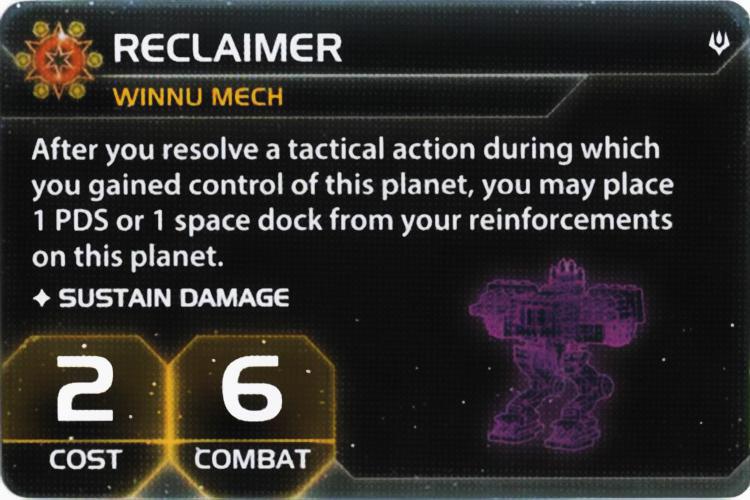 RECLAIMER
WINNU MECH
After you resolve a tactical action during which
you gained control of this planet, you may place
1 PDS or 1 space dock from your reinforcements
on this planet.
✦ SUSTAIN DAMAGE
2
COST
6
COMBAT